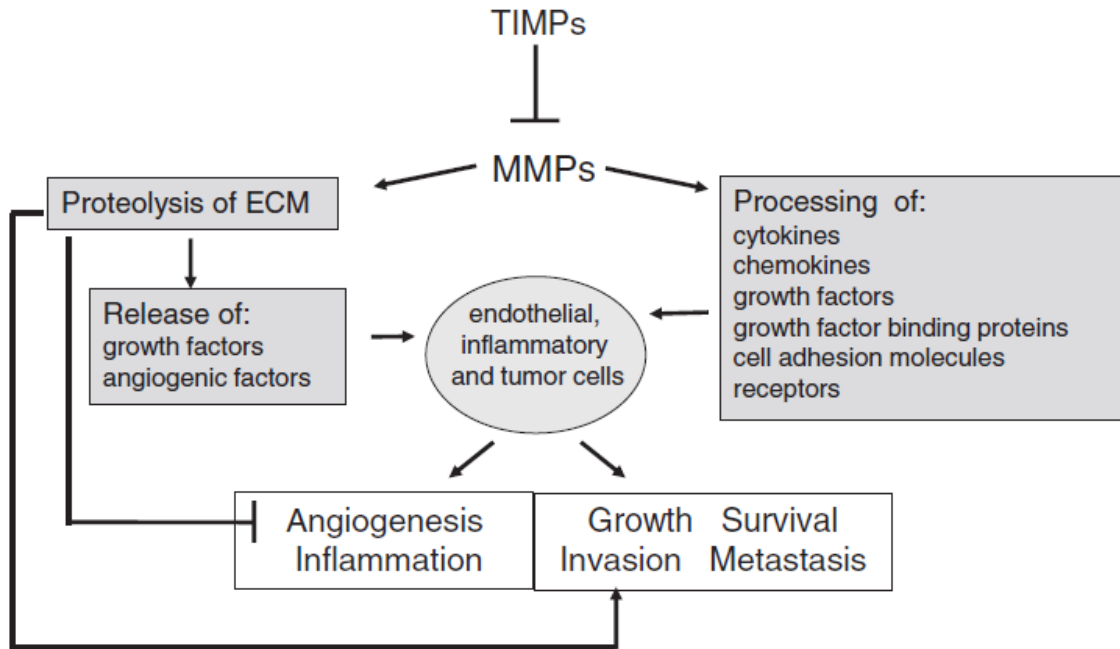 TIMPs
MMPs
Proteolysis of ECM
Processing of:
cytokines
chemokines
growth factors
growth factor binding proteins
cell adhesion molecules
receptors
Release of:
growth factors
angiogenic factors
endothelial,
inflammatory
and tumor cells
Angiogenesis
Inflammation
Growth Survival
Invasion Metastasis